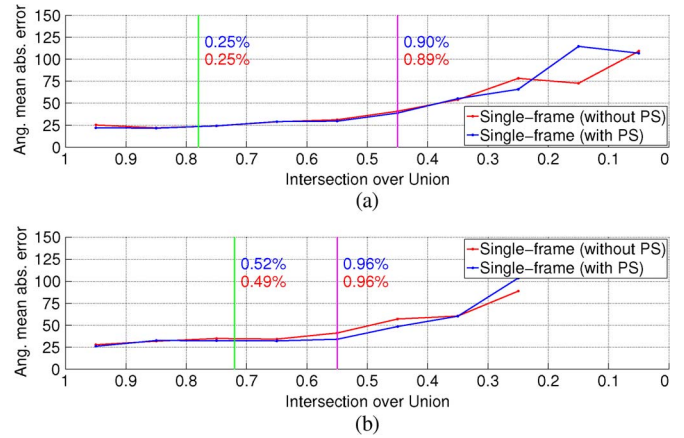 Ang. mean abs. error
150
125
100
75
50
25
0
0.25%
0.25%
0.90%
0.89%
Single-frame (without PS)
Single-frame (with PS)
1 0.9 0.8 0.7 0.6 0.5 0.4 0.3 0.2 0.1 0
Intersection over Union
(a)
Ang. mean abs. error
150
125
100
75
50
25
0
0.52%
0.49%
0.96%
0.96%
Single-frame (without PS)
Single-frame (with PS)
1 0.9 0.8 0.7 0.6 0.5 0.4 0.3 0.2 0.1 0
Intersection over Union
(b)